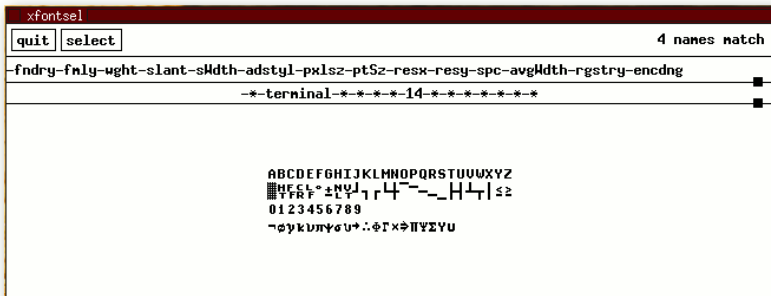 xfontsel
quit select 4 names match
-fndry-fmly-wght-slant-sWdth-adstyl-pxlsz-ptSz-resx-resy-spc-avgWdth-rgstry-encdng
-*-terminal-*-*-*-*-14-*-*-*-*-*-*-*
ABCDEFGHIJKLMNOPQRSTUVWXYZ
▒␉␌␍␊°±␤␋┘┐┌└┼⎺⎻─⎼⎽├┤┴┬│≤≥
0123456789